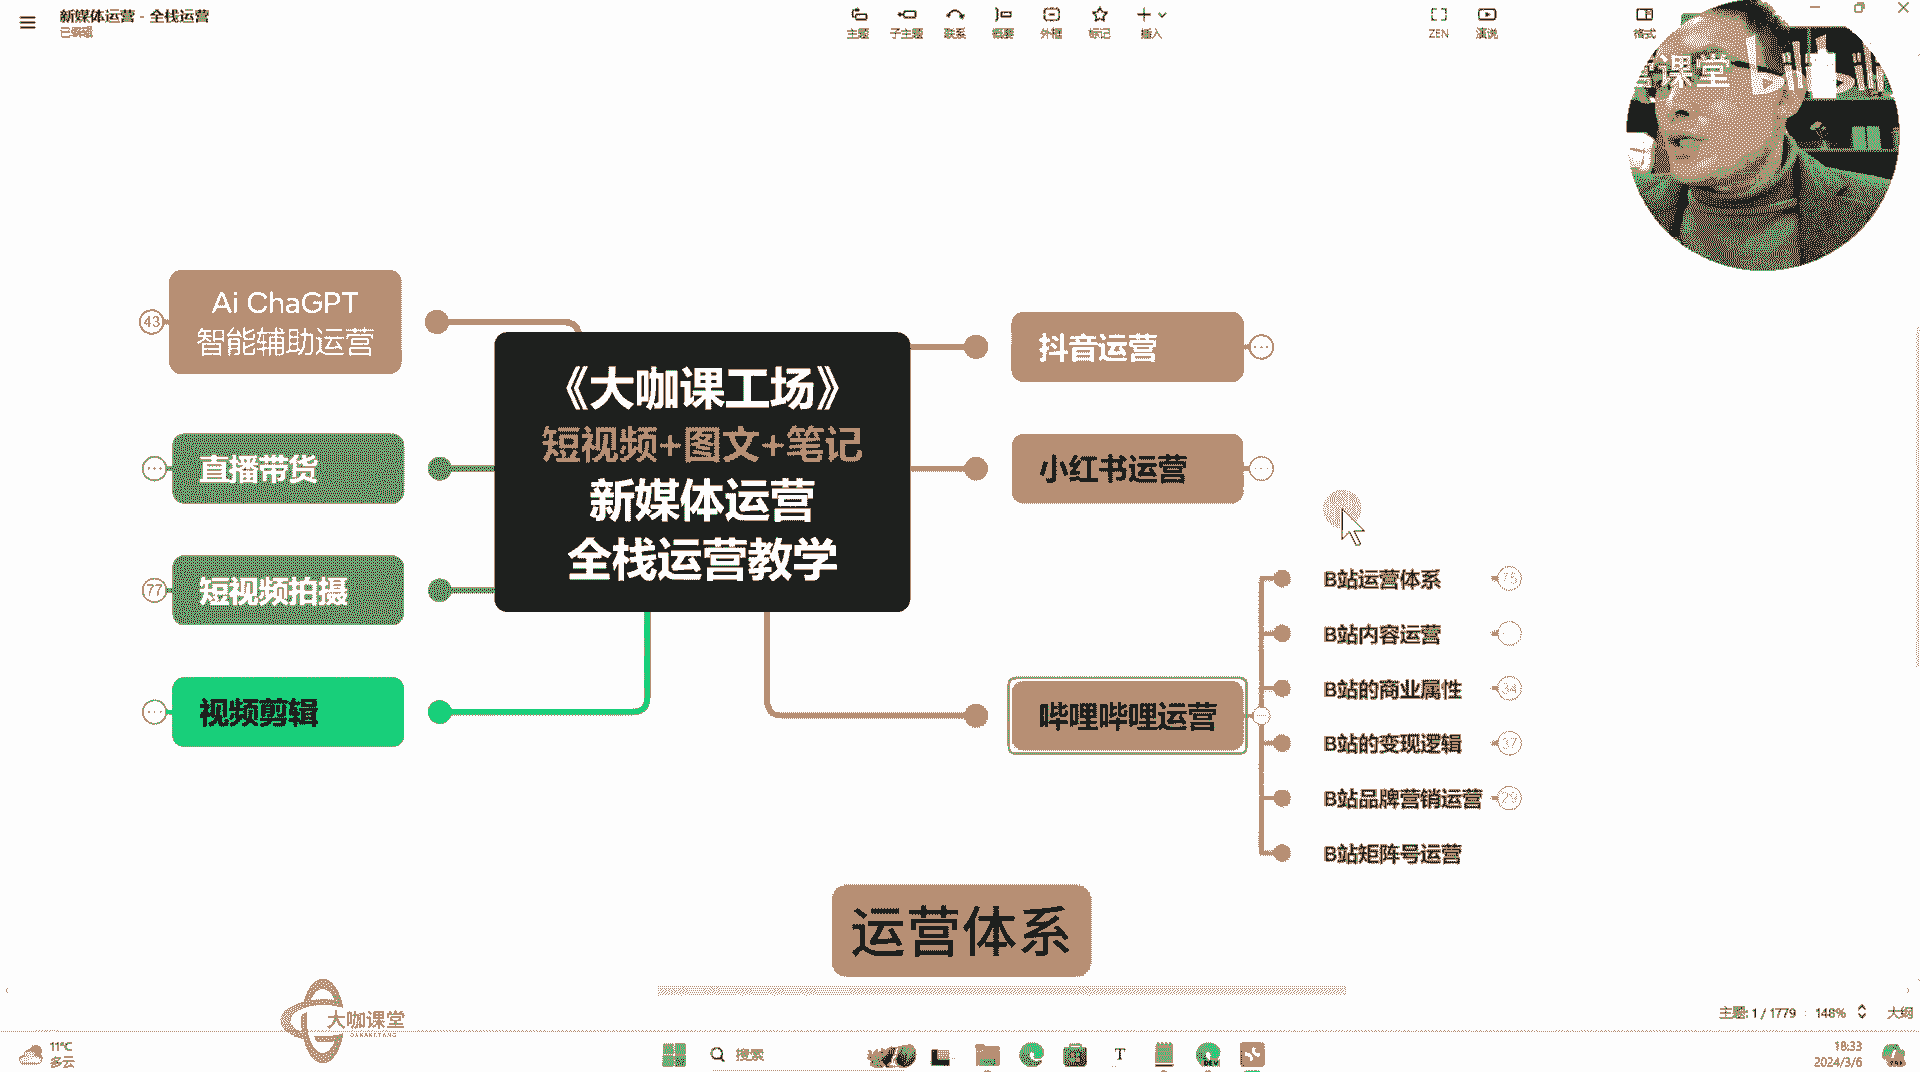 新媒体运营 - 全栈运营
已编辑
主题
子主题
联系
概要
外框
标记
插入
ZEN
演说
格式
课堂 bilibili
Ai ChaGPT
智能辅助运营
43
直播带货
短视频拍摄
77
视频剪辑
《大咖课工场》
短视频+图文+笔记
新媒体运营
全栈运营教学
抖音运营
小红书运营
哔哩哔哩运营
B站运营体系
75
B站内容运营
B站的商业属性
34
B站的变现逻辑
37
B站品牌营销运营
29
B站矩阵号运营
运营体系
大咖课堂
DAKAKETANG
主题: 1 / 1779
148%
大纲
11°C
多云
搜索
18:33
2024/3/6